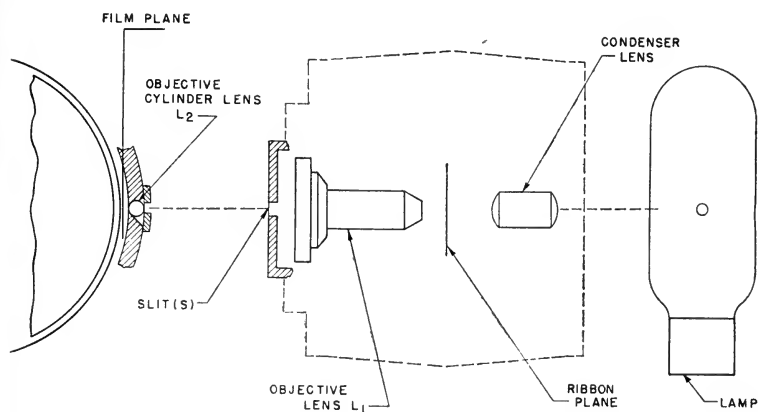 FILM PLANE
OBJECTIVE
CYLINDER LENS
L2
CONDENSER
LENS
SLIT(S)
OBJECTIVE
LENS L1
RIBBON
PLANE
LAMP